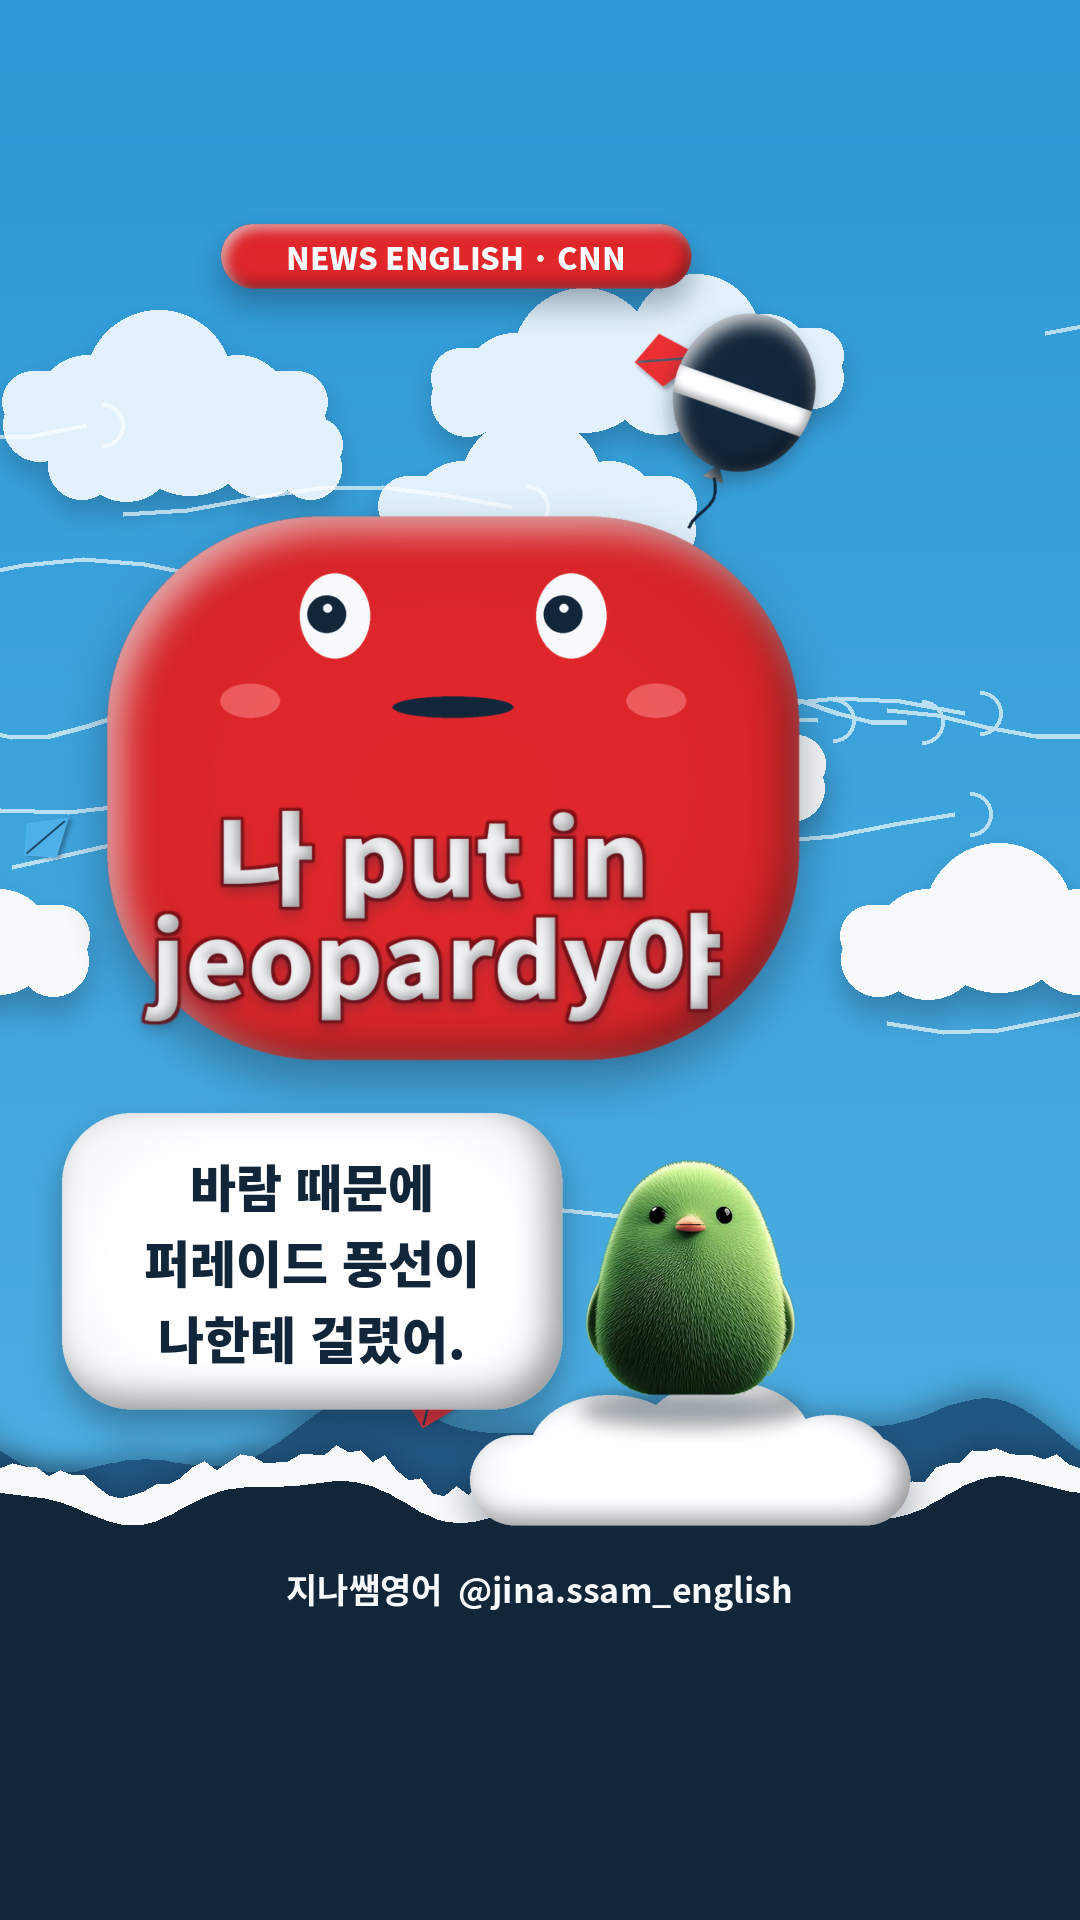 NEWS ENGLISH · CNN
나 put in
jeopardy야
바람 때문에
퍼레이드 풍선이
나한테 걸렸어.
지나쌤영어 @jina.ssam_english